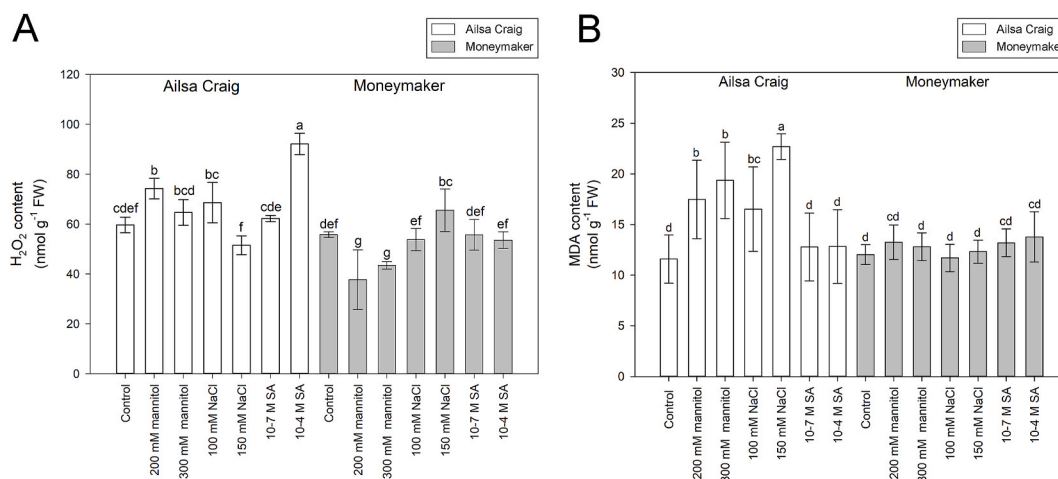 A
Ailsa Craig
Moneymaker
120
100
80
60
40
20
0
H2O2 content
(nmol g-1 FW)
Ailsa Craig
Moneymaker
cdef
b
bcd
bc
f
cde
a
def
g
g
ef
bc
def
ef
Control
200 mM mannitol
300 mM mannitol
100 mM NaCl
150 mM NaCl
10-7 M SA
10-4 M SA
Control
200 mM mannitol
300 mM mannitol
100 mM NaCl
150 mM NaCl
10-7 M SA
10-4 M SA
B
Ailsa Craig
Moneymaker
30
25
20
15
10
5
0
MDA content
(nmol g-1 FW)
Ailsa Craig
Moneymaker
d
b
b
bc
a
d
d
d
cd
d
d
d
cd
cd
Control
200 mM mannitol
300 mM mannitol
100 mM NaCl
150 mM NaCl
10-7 M SA
10-4 M SA
Control
200 mM mannitol
300 mM mannitol
100 mM NaCl
150 mM NaCl
10-7 M SA
10-4 M SA